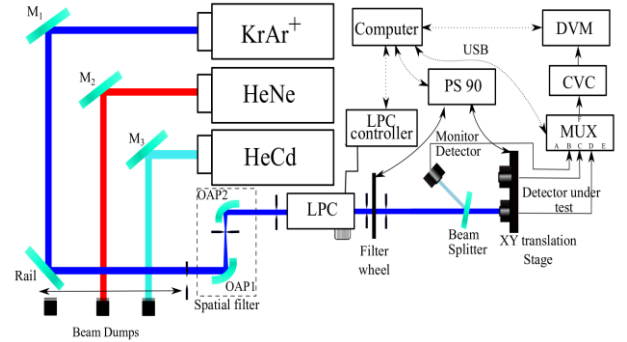 M1
KrAr+
Computer
DVM
USB
M2
HeNe
PS 90
CVC
M3
HeCd
LPC
controller
Monitor
Detector
F
MUX
A B C D E
OAP2
LPC
Detector under
test
Filter
wheel
Beam
Splitter
XY translation
Stage
Rail
OAP1
Spatial filter
Beam Dumps